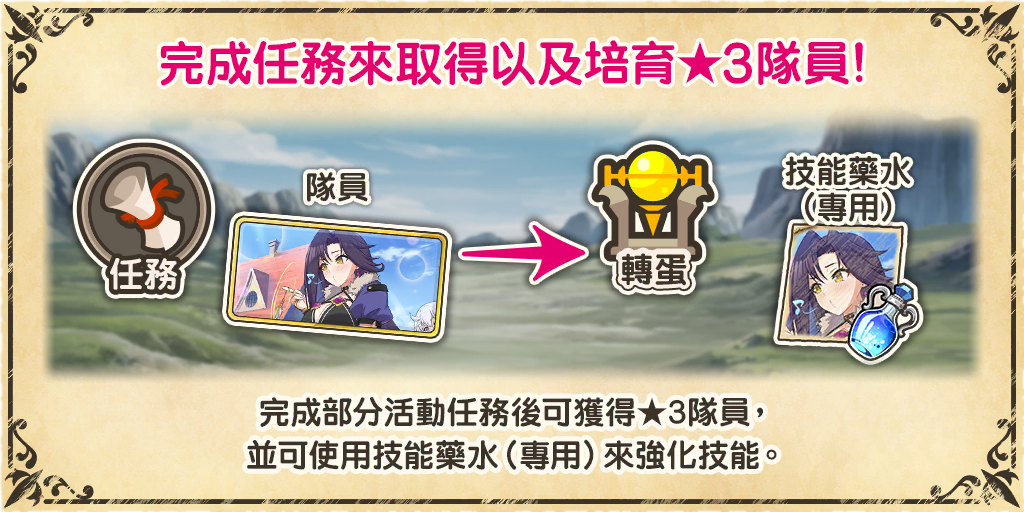 完成任務來取得以及培育★3隊員!
任務
隊員
轉蛋
技能藥水
(專用)
完成部分活動任務後可獲得★3隊員，
並可使用技能藥水(專用)來強化技能。